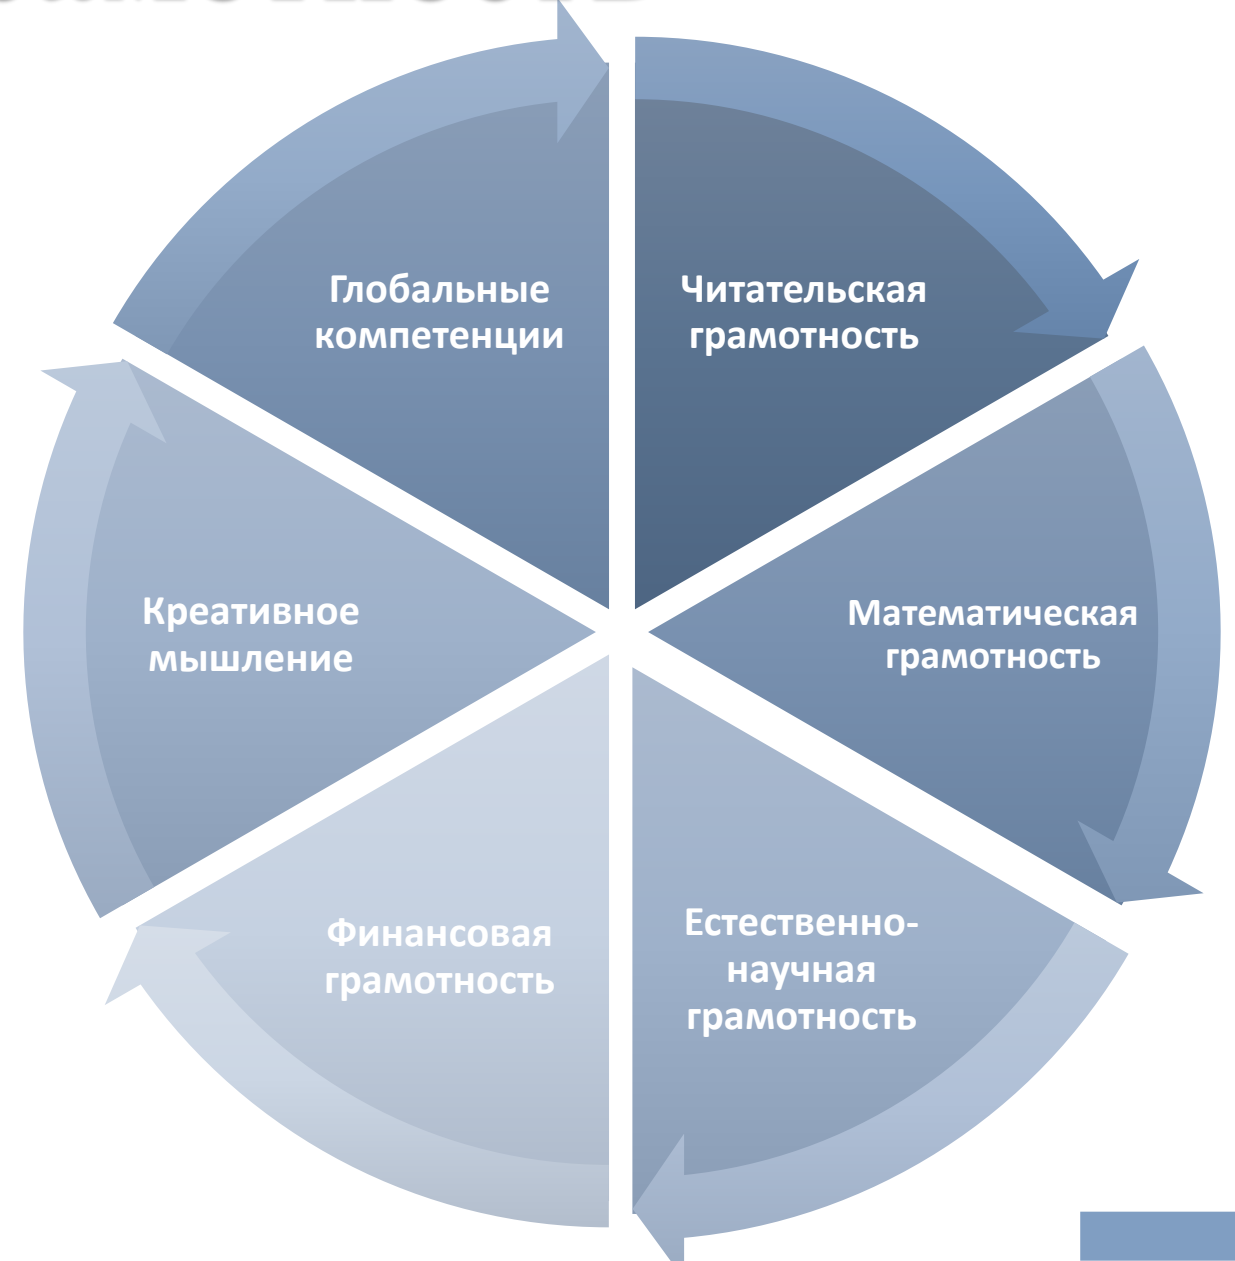 Глобальные
компетенции
Читательская
грамотность
Креативное
мышление
Математическая
грамотность
Финансовая
грамотность
Естественно-
научная
грамотность